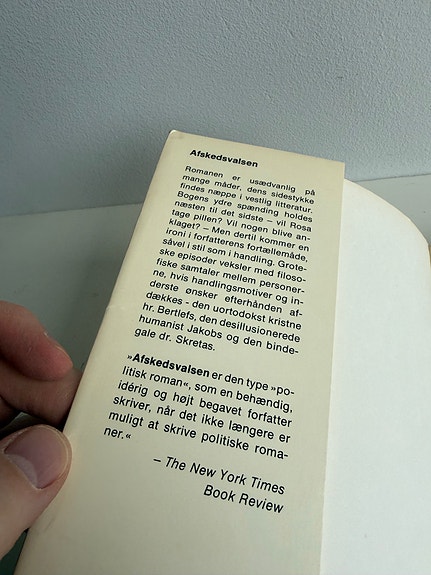 Afskedsvalsen
Romanen er usædvanlig på
mange måder, dens sidestykke
findes næppe i vestlig litteratur.
Bogens ydre spænding holdes
næsten til det sidste – vil Rosa
tage pillen? Vil nogen blive an-
klaget? – Men dertil kommer en
ironi i forfatterens fortællemåde,
såvel i stil som i handling. Grote-
ske episoder veksler med filoso-
fiske samtaler mellem personer-
ne, hvis handlingsmotiver og in-
derste ønsker efterhånden af-
dækkes - den uortodokst kristne
hr. Bertlefs, den desillusionerede
humanist Jakobs og den binde-
gale dr. Skretas.
»Afskedsvalsen er den type »po-
litisk roman«, som en behændig,
idérig og højt begavet forfatter
skriver, når det ikke længere er
muligt at skrive politiske roma-
ner.«
– The New York Times
Book Review